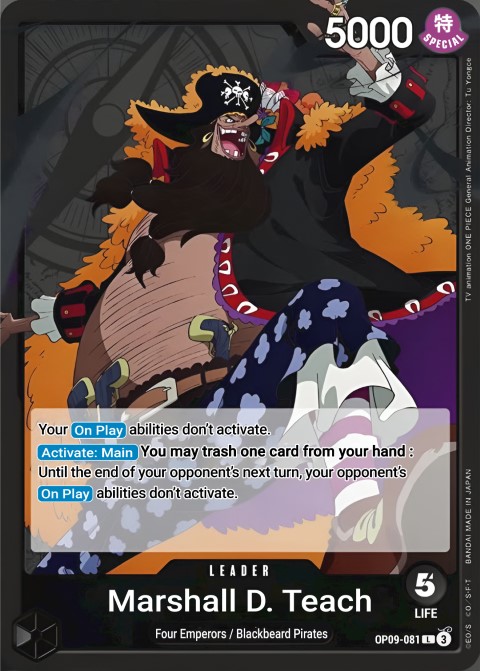 5000
特
SPECIAL
TV animation ONE PIECE General Animation Director: Tu Yongce
Your On Play abilities don't activate.
Activate: Main You may trash one card from your hand :
Until the end of your opponent's next turn, your opponent's
On Play abilities don't activate.
BANDAI MADE IN JAPAN
©E.O./S ©O./S・F・T
LEADER
5
LIFE
Marshall D. Teach
Four Emperors / Blackbeard Pirates
OP09-081 L 3